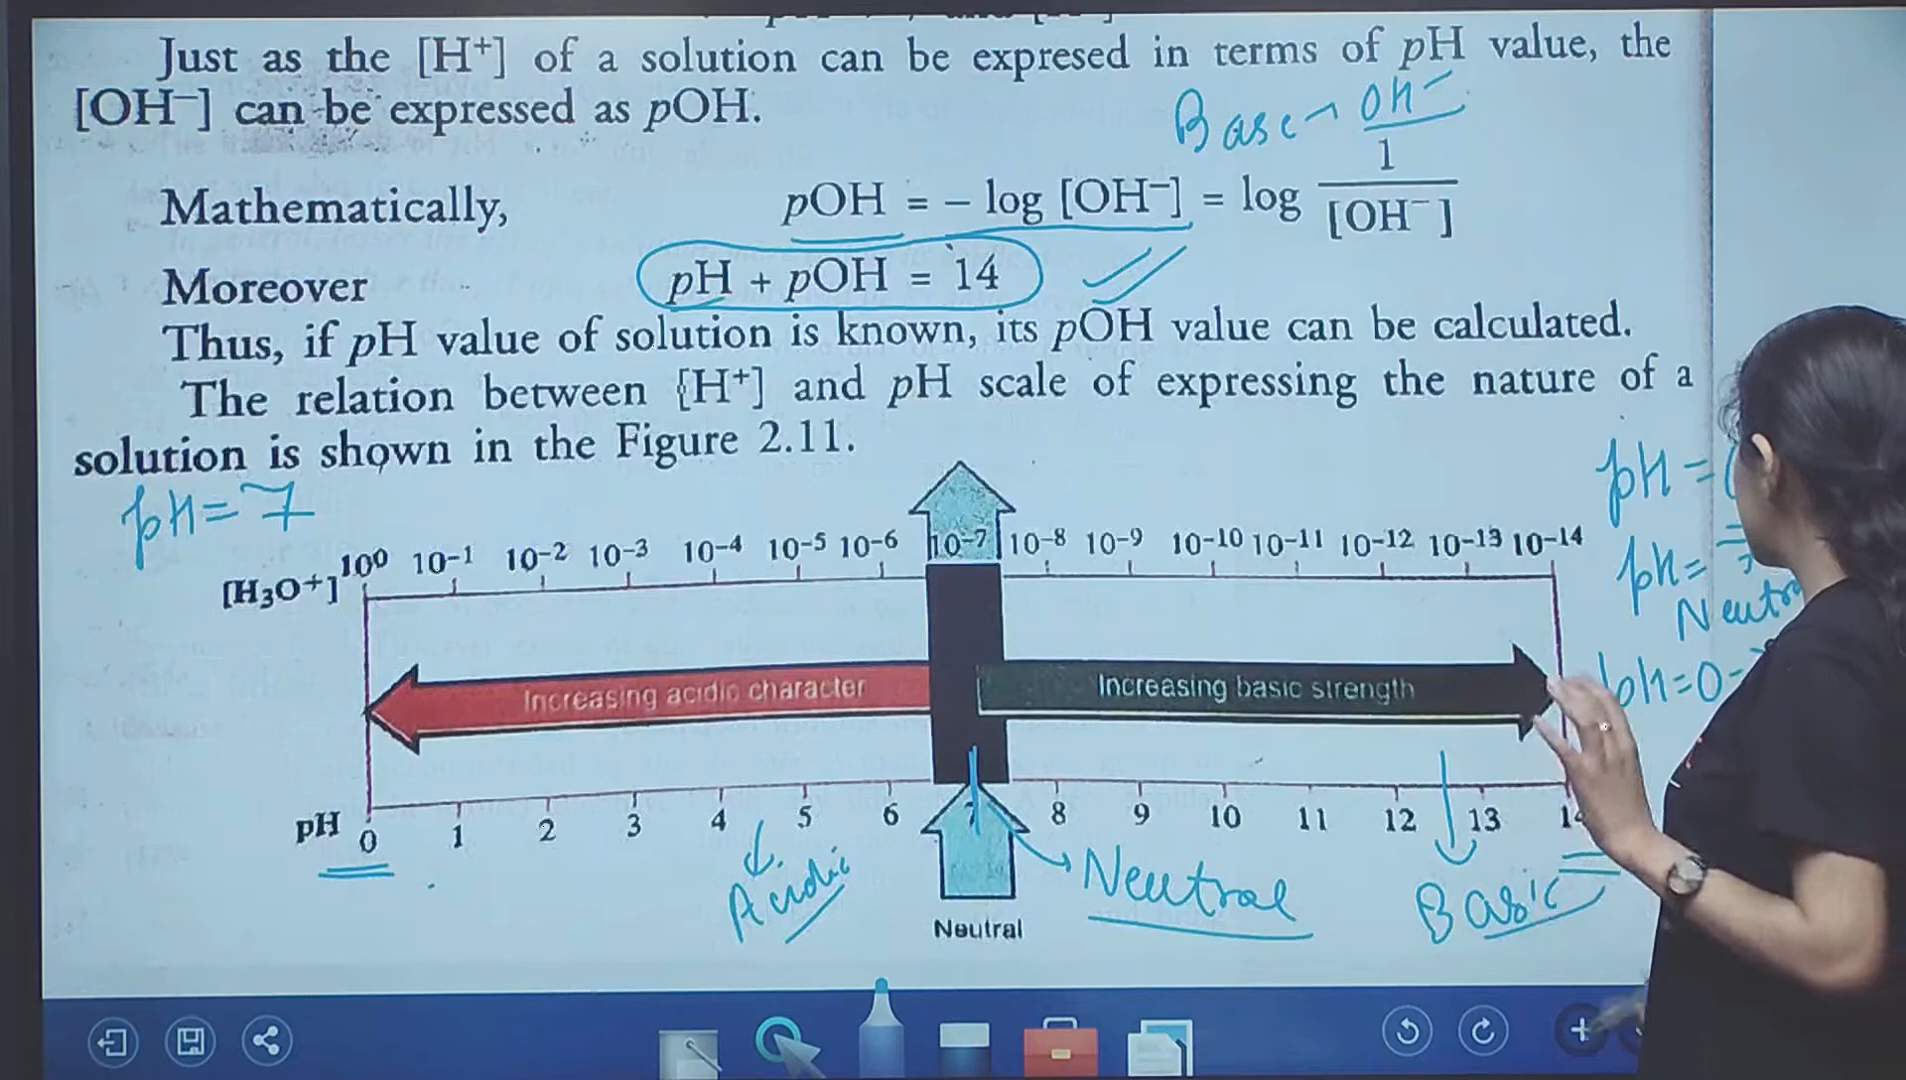 Just as the [H⁺] of a solution can be expresed in terms of pH value, the
[OH⁻] can be expressed as pOH.
Base → OH⁻
Mathematically, pOH = − log [OH⁻] = log 1/[OH⁻]
Moreover pH + pOH = 14
Thus, if pH value of solution is known, its pOH value can be calculated.
The relation between [H⁺] and pH scale of expressing the nature of a
solution is shown in the Figure 2.11.
pH = 7
pH =
pH = 7
[H₃O⁺] 10⁰ 10⁻¹ 10⁻² 10⁻³ 10⁻⁴ 10⁻⁵ 10⁻⁶ 10⁻⁷ 10⁻⁸ 10⁻⁹ 10⁻¹⁰ 10⁻¹¹ 10⁻¹² 10⁻¹³ 10⁻¹⁴
pH = 0 -
Increasing acidic character Increasing basic strength
pH 0 1 2 3 4 5 6 7 8 9 10 11 12 13
Acidic Neutral Basic
Neutral